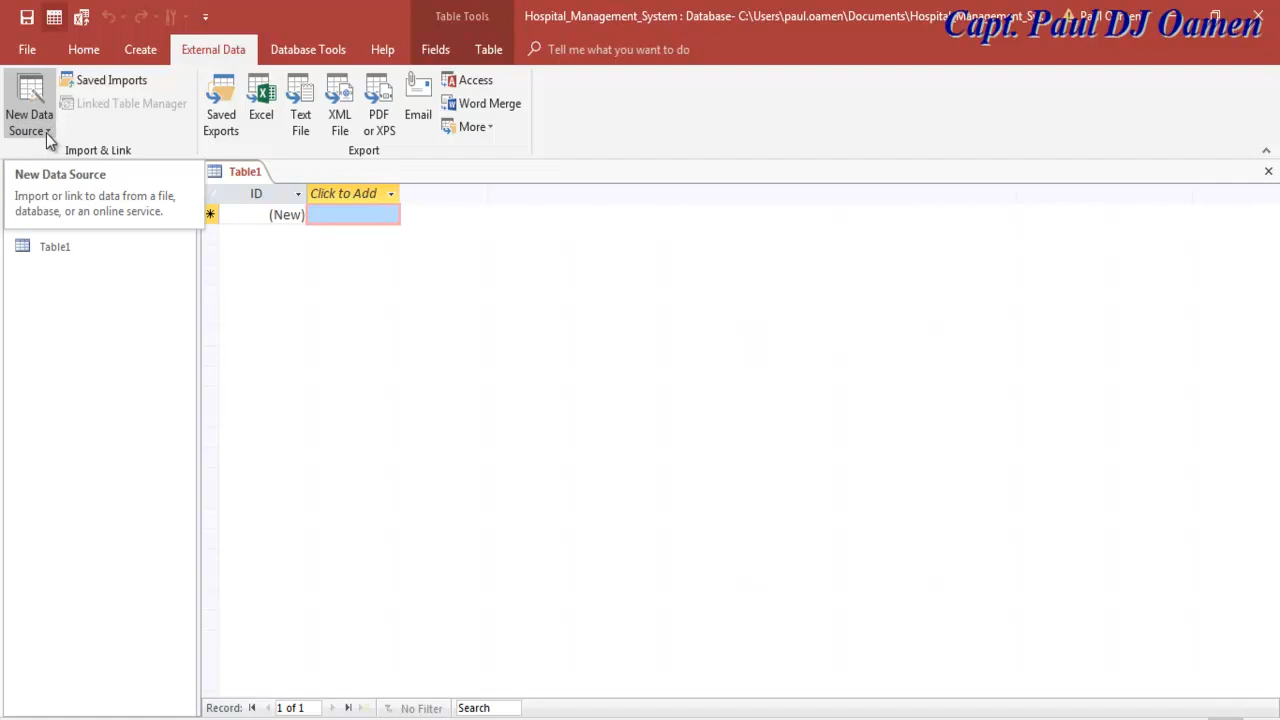 Table Tools
Hospital_Management_System : Database- C:\Users\paul.oamen\Documents\Hospital_
Capt. Paul DJ Oamen
File
Home
Create
External Data
Database Tools
Help
Fields
Table
Tell me what you want to do
New Data
Source
Saved Imports
Linked Table Manager
Import & Link
Saved
Exports
Excel
Text
File
XML
File
PDF
or XPS
Email
Access
Word Merge
More
Export
New Data Source
Import or link to data from a file,
database, or an online service.
Table1
Table1
ID
Click to Add
(New)
Record:
1 of 1
No Filter
Search